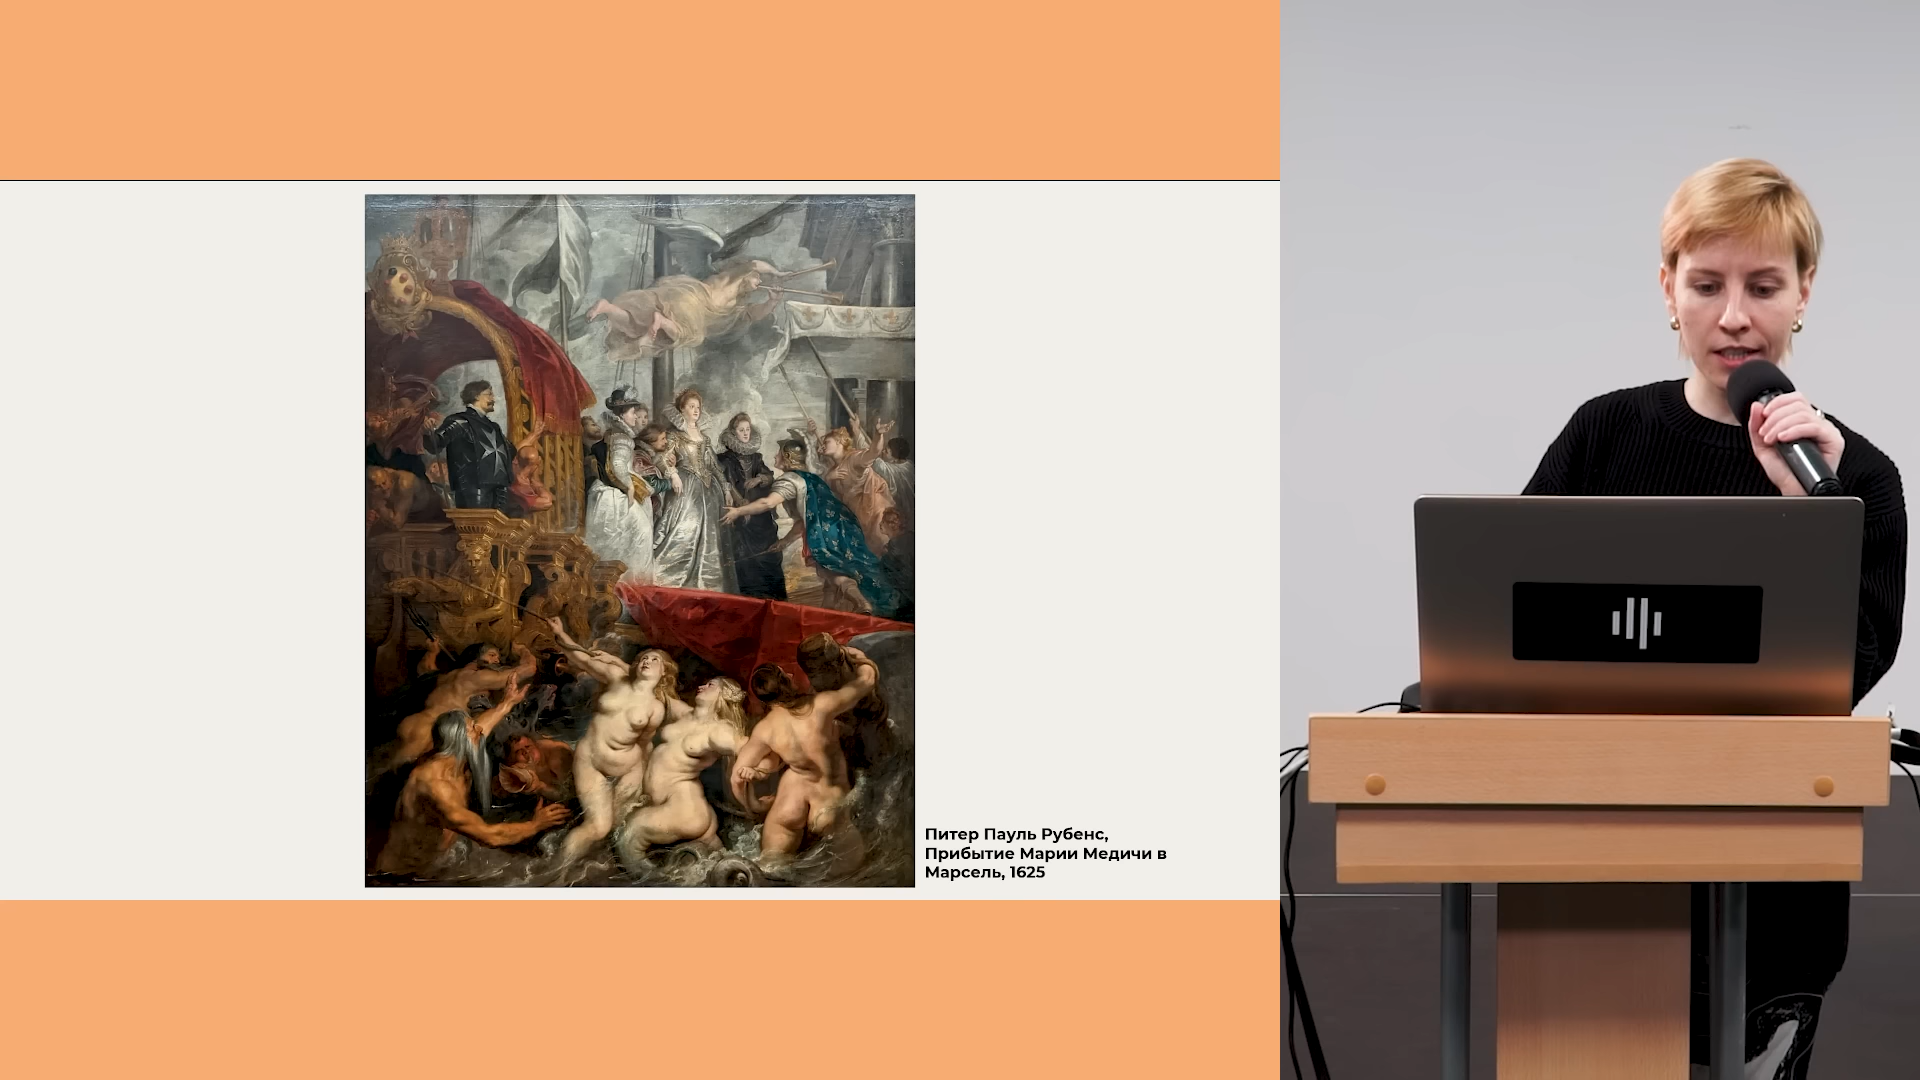 Питер Пауль Рубенс,
Прибытие Марии Медичи в
Марсель, 1625